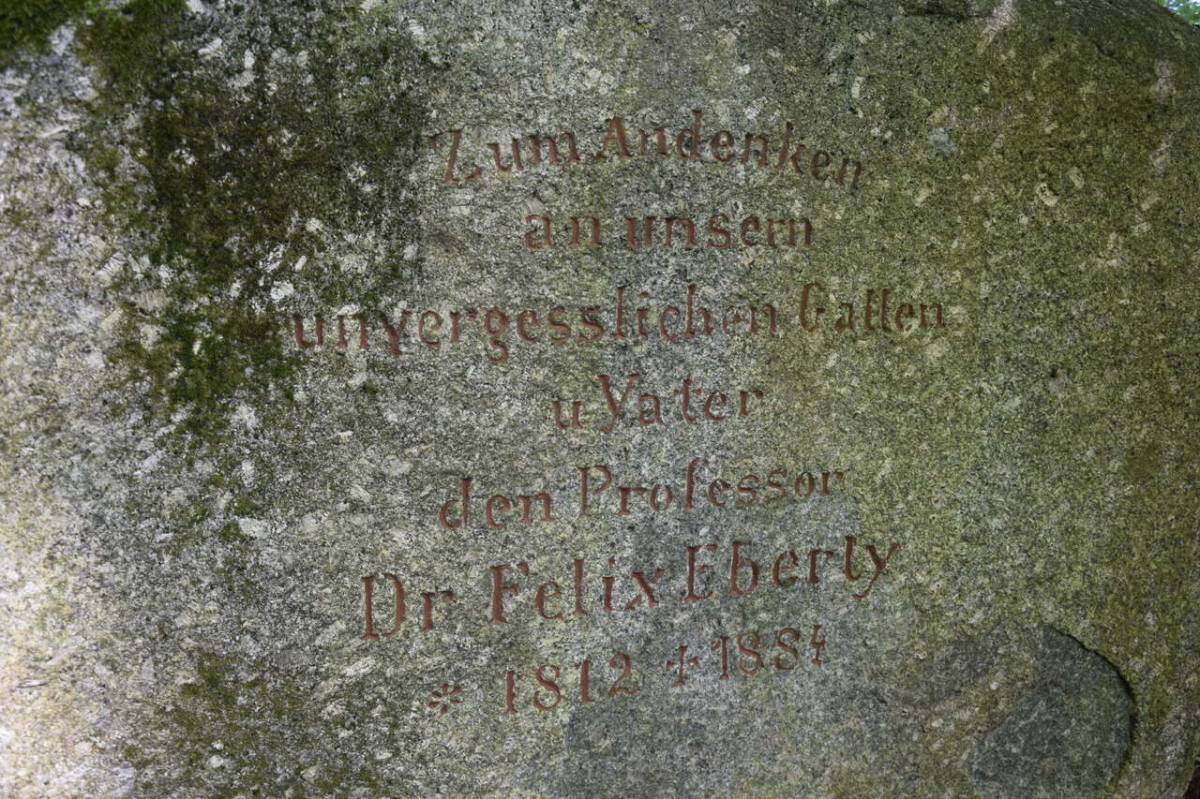 Zum Andenken
an unsern
unvergesslichen Gatten
u Vater
den Professor
Dr Felix Eberty
* 1812 + 1884